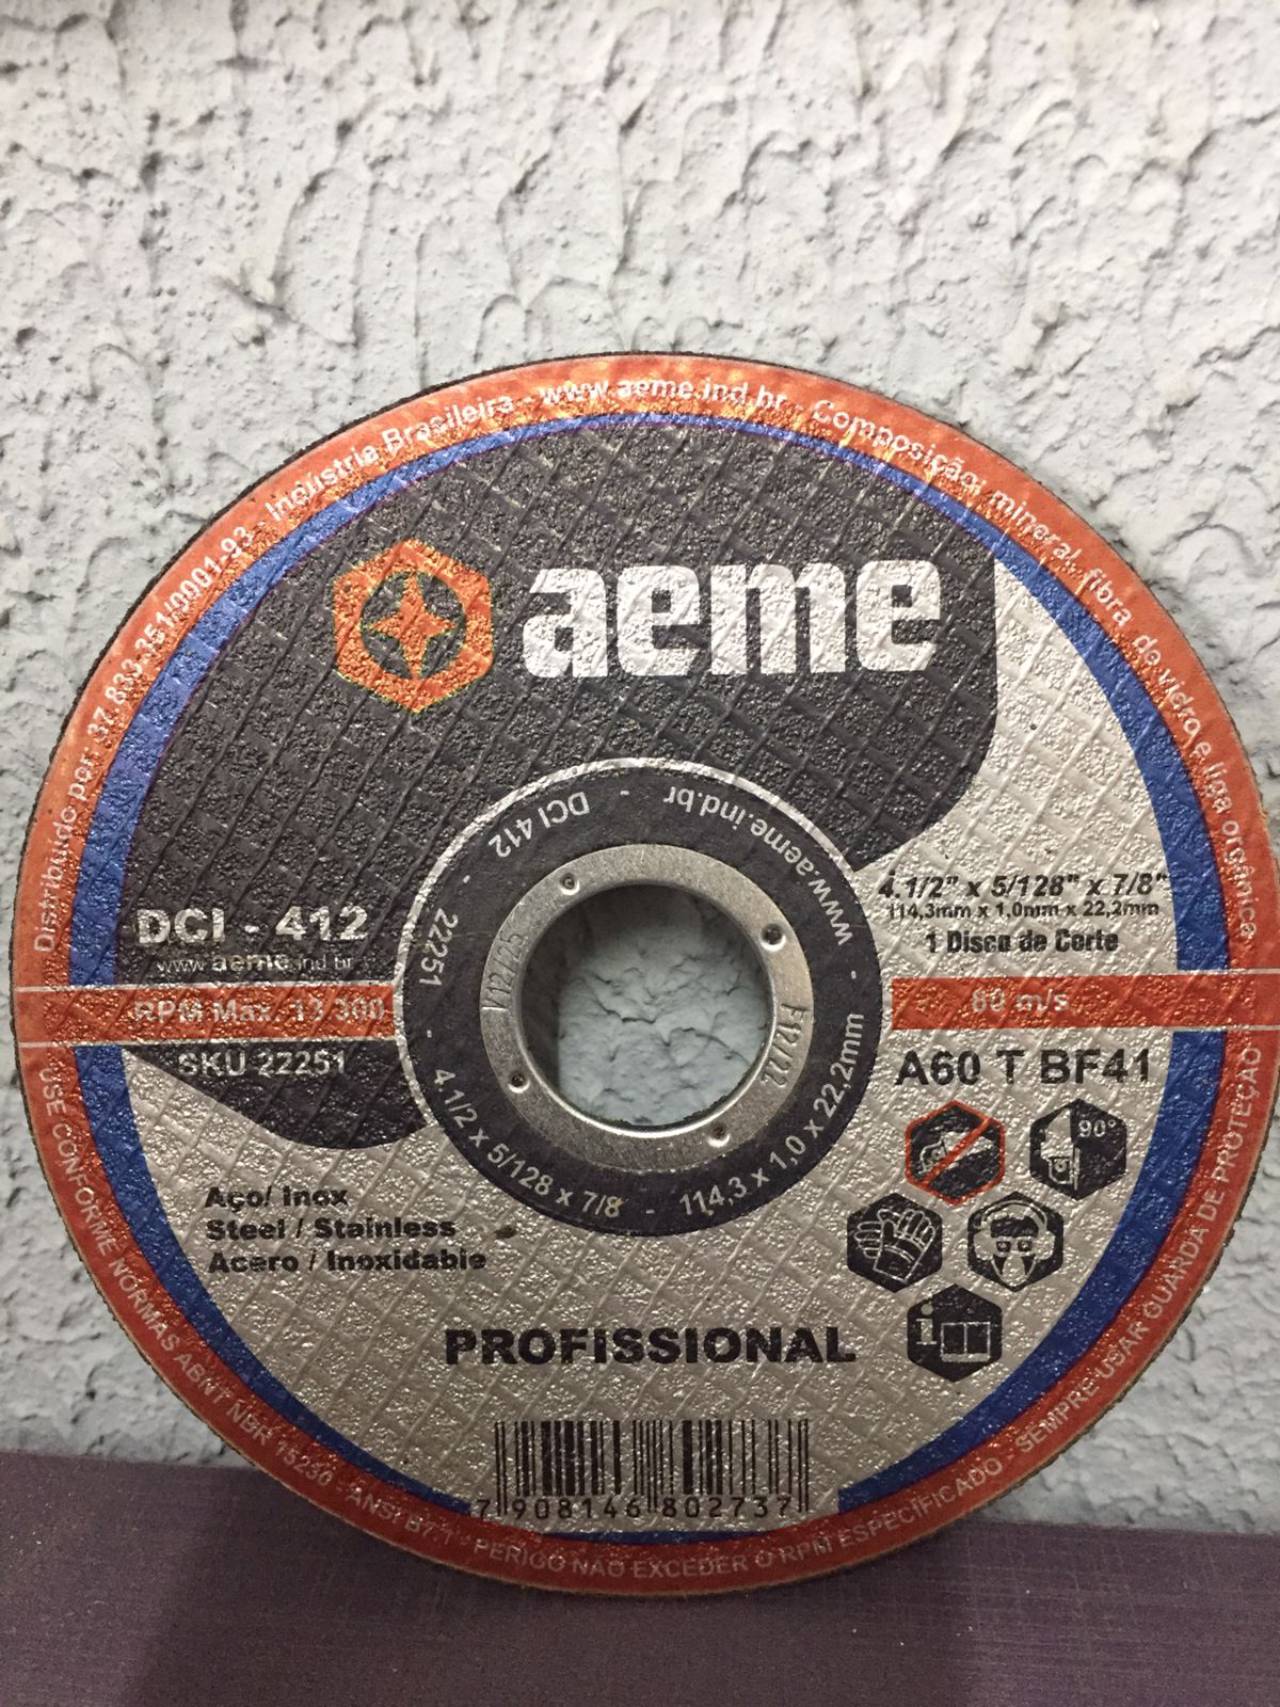 Distribuído por: 37.833.351/0001-93 - Indústria Brasileira - www.aeme.ind.br - Composição: mineral, fibra de vidro e liga orgânica
aeme
DCI 412 - www.aeme.ind.br - 114,3 x 1,0 x 22,2mm - 4.1/2 x 5/128 x 7/8 - 22251 -
V12/25
F12/22
4.1/2" x 5/128" x 7/8"
114,3mm x 1,0mm x 22,2mm
1 Disco de Corte
DCI - 412
www.aeme.ind.br
RPM Max. 13 300
80 m/s
SKU 22251
A60 T BF41
90°
Aço/ Inox
Steel / Stainless
Acero / Inoxidable
PROFISSIONAL
7 908146 802737
USE CONFORME NORMAS ABNT NBR 15230 - ANSI B7.1 - PERIGO NÃO EXCEDER O RPM ESPECIFICADO - SEMPRE USAR GUARDA DE PROTEÇÃO